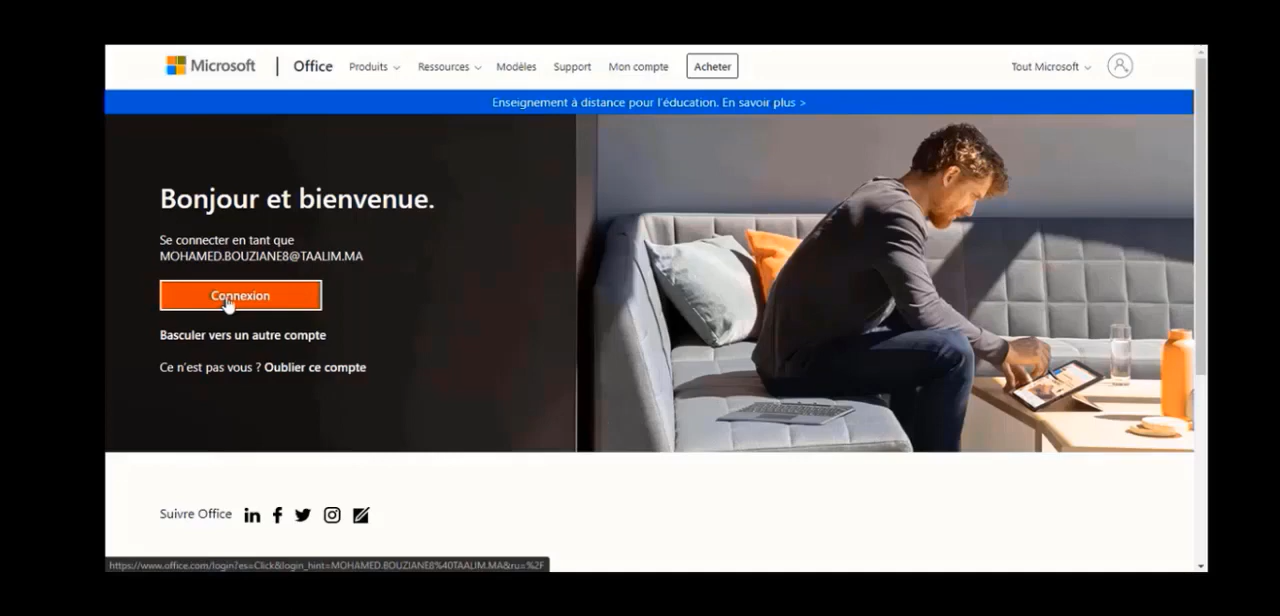 Microsoft | Office Produits Ressources Modèles Support Mon compte Acheter Tout Microsoft
Enseignement à distance pour l'éducation. En savoir plus >
Bonjour et bienvenue.
Se connecter en tant que
MOHAMED.BOUZIANE8@TAALIM.MA
Connexion
Basculer vers un autre compte
Ce n'est pas vous ? Oublier ce compte
Suivre Office
https://www.office.com/login?es=Click&login_hint=MOHAMED.BOUZIANE8%40TAALIM.MA&ru=%2F